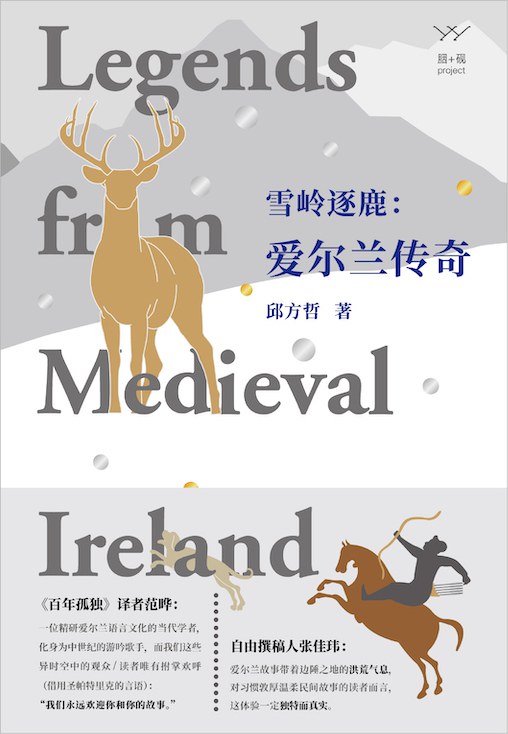 Legends
㧽+砚
project
from
雪岭逐鹿：
爱尔兰传奇
邱方哲 著
Medieval
Ireland
《百年孤独》译者范晔：
一位精研爱尔兰语言文化的当代学者，
化身为中世纪的游吟歌手，而我们这些
异时空中的观众/读者唯有拊掌欢呼
（借用圣帕特里克的言语）：
“我们永远欢迎你和你的故事。”
自由撰稿人张佳玮：
爱尔兰故事带着边陲之地的洪荒气息，
对习惯敦厚温柔民间故事的读者而言，
这体验一定独特而真实。